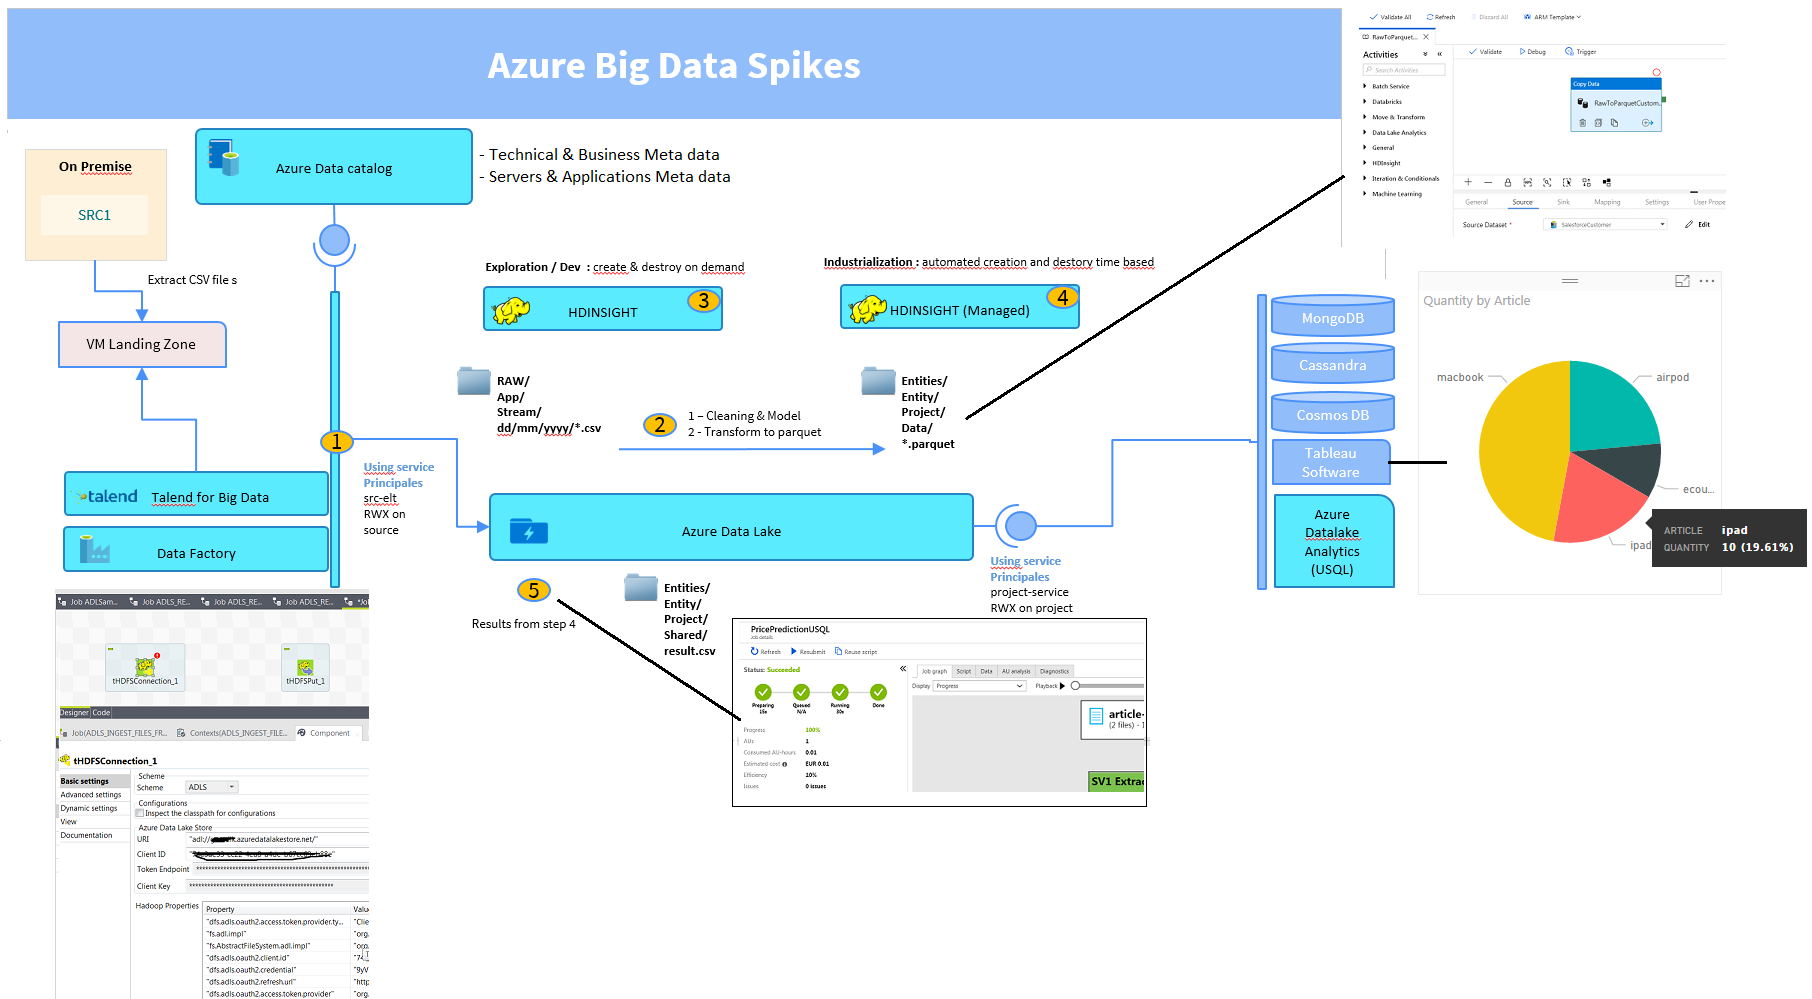 Azure Big Data Spikes
On Premise
SRC1
Extract CSV file s
VM Landing Zone
talend
Talend for Big Data
Data Factory
Azure Data catalog
- Technical & Business Meta data
- Servers & Applications Meta data
Exploration / Dev : create & destroy on demand
3
HDINSIGHT
Industrialization : automated creation and destory time based
4
HDINSIGHT (Managed)
RAW/
App/
Stream/
dd/mm/yyyy/*.csv
2
1 – Cleaning & Model
2 - Transform to parquet
Entities/
Entity/
Project/
Data/
*.parquet
1
Using service
Principales
src-elt
RWX on
source
Azure Data Lake
Using service
Principales
project-service
RWX on project
5
Results from step 4
Entities/
Entity/
Project/
Shared/
result.csv
MongoDB
Cassandra
Cosmos DB
Tableau
Software
Azure
Datalake
Analytics
(USQL)
Validate All
Refresh
Discard All
ARM Template
RawToParquet...
Activities
Search Activities
Batch Service
Databricks
Move & Transform
Data Lake Analytics
General
HDInsight
Iteration & Conditionals
Machine Learning
Validate
Debug
Trigger
Copy Data
RawToParquetCustom...
General
Source
Sink
Mapping
Settings
User Prope
Source Dataset *
SalesforceCustomer
Edit
Quantity by Article
macbook
airpod
ecou...
ipad
ARTICLE ipad
QUANTITY 10 (19.61%)
PricePredictionUSQL
Job details
Refresh
Resubmit
Reuse script
Status: Succeeded
Preparing
15s
Queued
N/A
Running
30s
Done
Progress 100%
AUs 1
Consumed AU-hours 0.01
Estimated cost EUR 0.01
Efficiency 10%
Issues 0 issues
Job graph
Script
Data
AU analysis
Diagnostics
Display
Progress
Playback
article-
(2 files) - 1
SV1 Extra
Job ADLSam...
Job ADLS_RE...
Job ADLS_RE...
Job ADLS_RE...
*Jo
tHDFSConnection_1
tHDFSPut_1
Designer
Code
Job(ADLS_INGEST_FILES_FR...
Contexts(ADLS_INGEST_FILE...
Component
tHDFSConnection_1
Basic settings
Advanced settings
Dynamic settings
View
Documentation
Scheme
Scheme
ADLS
Configurations
Inspect the classpath for configurations
Azure Data Lake Store
URI
"adl://
.azuredatalakestore.net/"
Client ID
Token Endpoint
Client Key
Hadoop Properties
Property
Valu
"dfs.adls.oauth2.access.token.provider.ty...
"Clie
"fs.adl.impl"
"org.
"fs.AbstractFileSystem.adl.impl"
"org.
"dfs.adls.oauth2.client.id"
"74
"dfs.adls.oauth2.credential"
"9yV
"dfs.adls.oauth2.refresh.url"
"http
"dfs.adls.oauth2.access.token.provider"
"org.